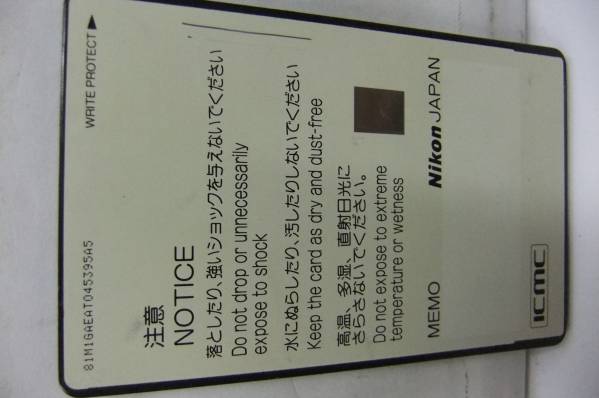 81M1GAEAT045395A5
WRITE PROTECT ▶
注意
NOTICE
落としたり、強いショックを与えないでください
Do not drop or unnecessarily
expose to shock
水にぬらしたり、汚したりしないでください
Keep the card as dry and dust-free
高温、多湿、直射日光に
さらさないでください。
Do not expose to extreme
temperature or wetness
MEMO
Nikon JAPAN
ICMC